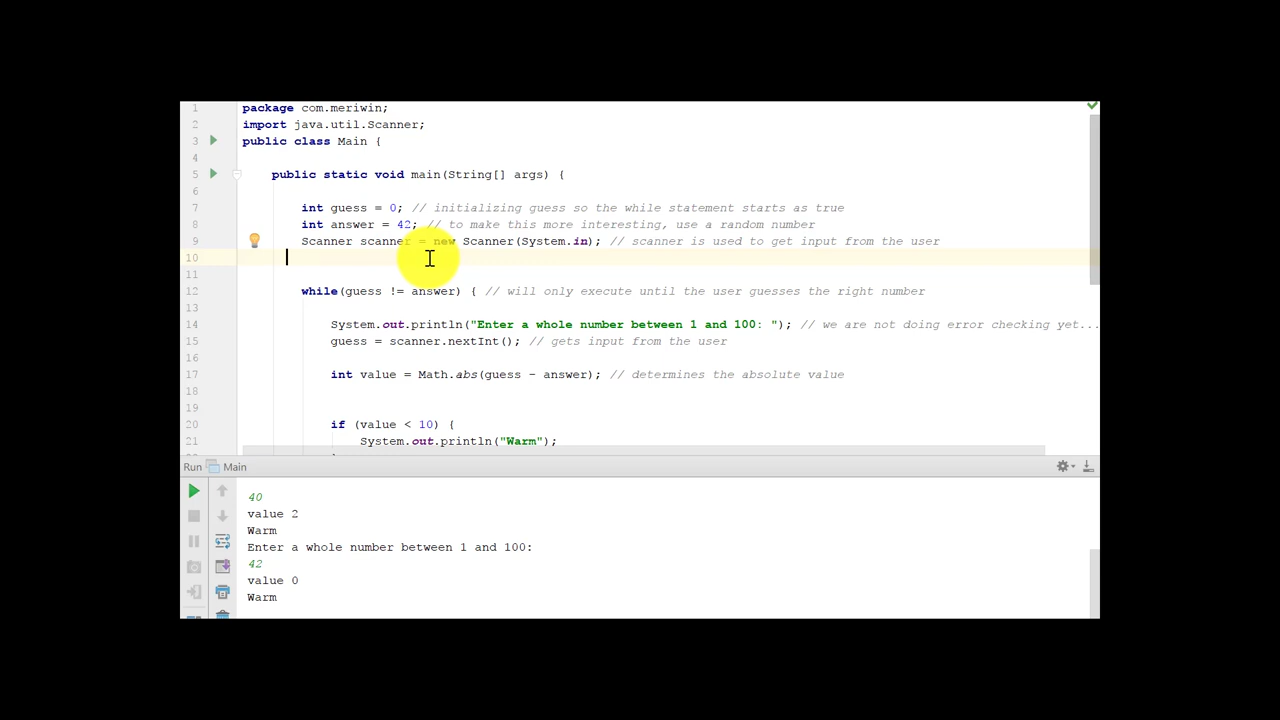 1 package com.meriwin;
2 import java.util.Scanner;
3 public class Main {
4
5 public static void main(String[] args) {
6
7 int guess = 0; // initializing guess so the while statement starts as true
8 int answer = 42; // to make this more interesting, use a random number
9 Scanner scanner = new Scanner(System.in); // scanner is used to get input from the user
10
11
12 while(guess != answer) { // will only execute until the user guesses the right number
13
14 System.out.println("Enter a whole number between 1 and 100: "); // we are not doing error checking yet...
15 guess = scanner.nextInt(); // gets input from the user
16
17 int value = Math.abs(guess - answer); // determines the absolute value
18
19
20 if (value < 10) {
21 System.out.println("Warm");
Run Main
40
value 2
Warm
Enter a whole number between 1 and 100:
42
value 0
Warm